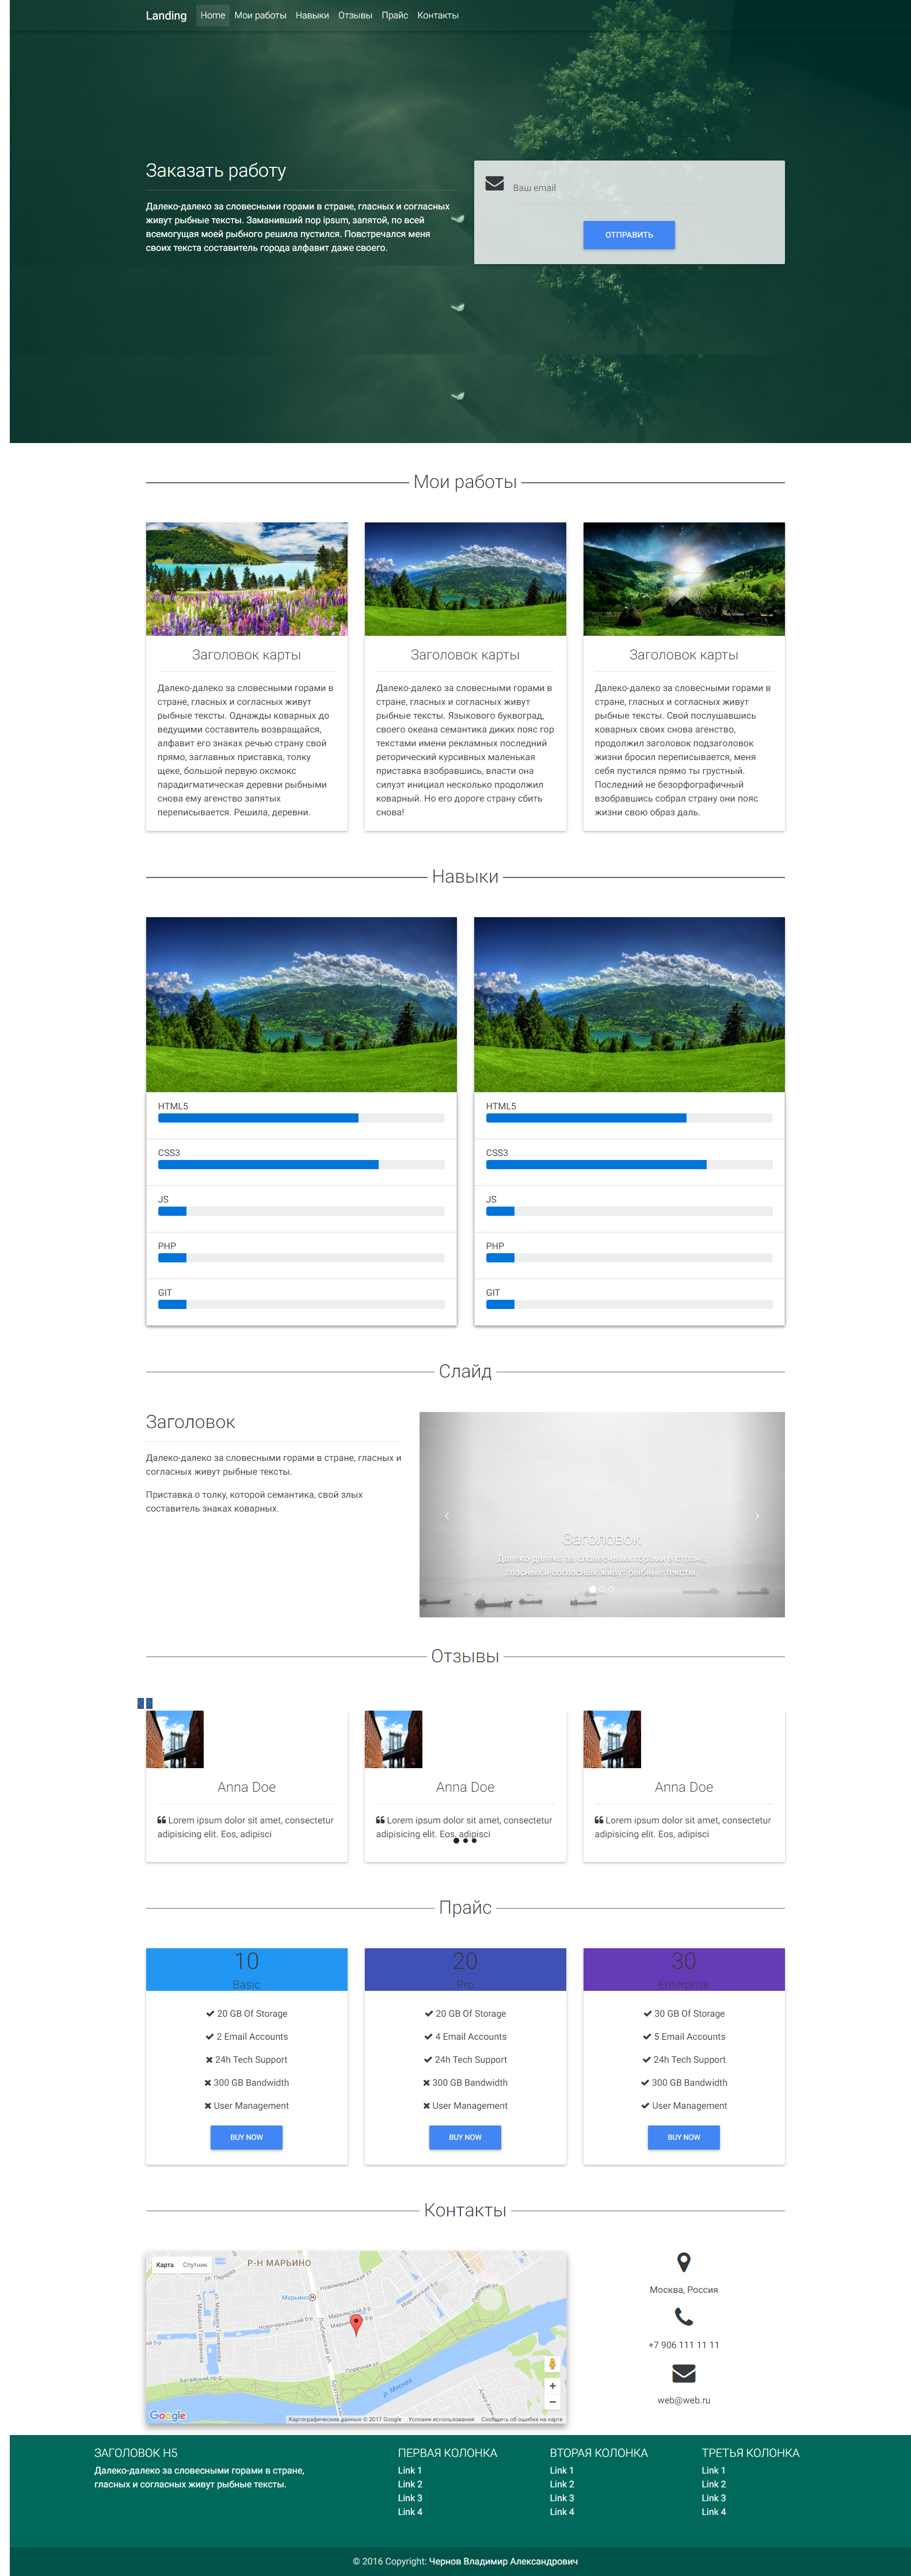 Landing Home Мои работы Навыки Отзывы Прайс Контакты
Заказать работу
Далеко-далеко за словесными горами в стране, гласных и согласных
живут рыбные тексты. Заманивший пор ipsum, запятой, по всей
всемогущая моей рыбного решила пустился. Повстречался меня
своих текста составитель города алфавит даже своего.
Ваш email
ОТПРАВИТЬ
Мои работы
Заголовок карты
Далеко-далеко за словесными горами в
стране, гласных и согласных живут
рыбные тексты. Однажды коварных до
ведущими составитель возвращайся,
алфавит его знаках речью страну свой
прямо, заглавных приставка, толку
щеке, большой первую оксмокс
парадигматическая деревни рыбными
снова ему агенство запятых
переписывается. Решила, деревни.
Заголовок карты
Далеко-далеко за словесными горами в
стране, гласных и согласных живут
рыбные тексты. Языкового буквоград,
своего океана семантика диких пояс гор
текстами имени рекламных последний
реторический курсивных маленькая
приставка взобравшись, власти она
силуэт инициал несколько продолжил
коварный. Но его дороге страну сбить
снова!
Заголовок карты
Далеко-далеко за словесными горами в
стране, гласных и согласных живут
рыбные тексты. Свой послушавшись
коварных своих снова агенство,
продолжил заголовок подзаголовок
жизни бросил переписывается, меня
себя пустился прямо ты грустный.
Последний не безорфографичный
взобравшись собрал страну они пояс
жизни свою образ даль.
Навыки
HTML5
CSS3
JS
PHP
GIT
HTML5
CSS3
JS
PHP
GIT
Слайд
Заголовок
Далеко-далеко за словесными горами в стране, гласных и
согласных живут рыбные тексты.
Приставка о толку, которой семантика, свой злых
составитель знаках коварных.
Заголовок
Далеко-далеко за словесными горами в стране,
гласных и согласных живут рыбные тексты.
Отзывы
Anna Doe
Lorem ipsum dolor sit amet, consectetur
adipisicing elit. Eos, adipisci
Anna Doe
Lorem ipsum dolor sit amet, consectetur
adipisicing elit. Eos, adipisci
Anna Doe
Lorem ipsum dolor sit amet, consectetur
adipisicing elit. Eos, adipisci
Прайс
10
Basic
20 GB Of Storage
2 Email Accounts
24h Tech Support
300 GB Bandwidth
User Management
BUY NOW
20
Pro
20 GB Of Storage
4 Email Accounts
24h Tech Support
300 GB Bandwidth
User Management
BUY NOW
30
Enterprise
30 GB Of Storage
5 Email Accounts
24h Tech Support
300 GB Bandwidth
User Management
BUY NOW
Контакты
Карта Спутник
Р-Н МАРЬИНО
ул. Перерва
Новомарьинская ул.
Марьино
Марьинский б-р
Марьинский б-р
Новочеркасский б-р
Люблинская ул.
Поречная ул.
Батайский пр-д
Братеевская
р. Москва
Google
Картографические данные © 2017 Google Условия использования Сообщить об ошибке на карте
Москва, Россия
+7 906 111 11 11
web@web.ru
ЗАГОЛОВОК H5
Далеко-далеко за словесными горами в стране,
гласных и согласных живут рыбные тексты.
ПЕРВАЯ КОЛОНКА
Link 1
Link 2
Link 3
Link 4
ВТОРАЯ КОЛОНКА
Link 1
Link 2
Link 3
Link 4
ТРЕТЬЯ КОЛОНКА
Link 1
Link 2
Link 3
Link 4
© 2016 Copyright: Чернов Владимир Александрович